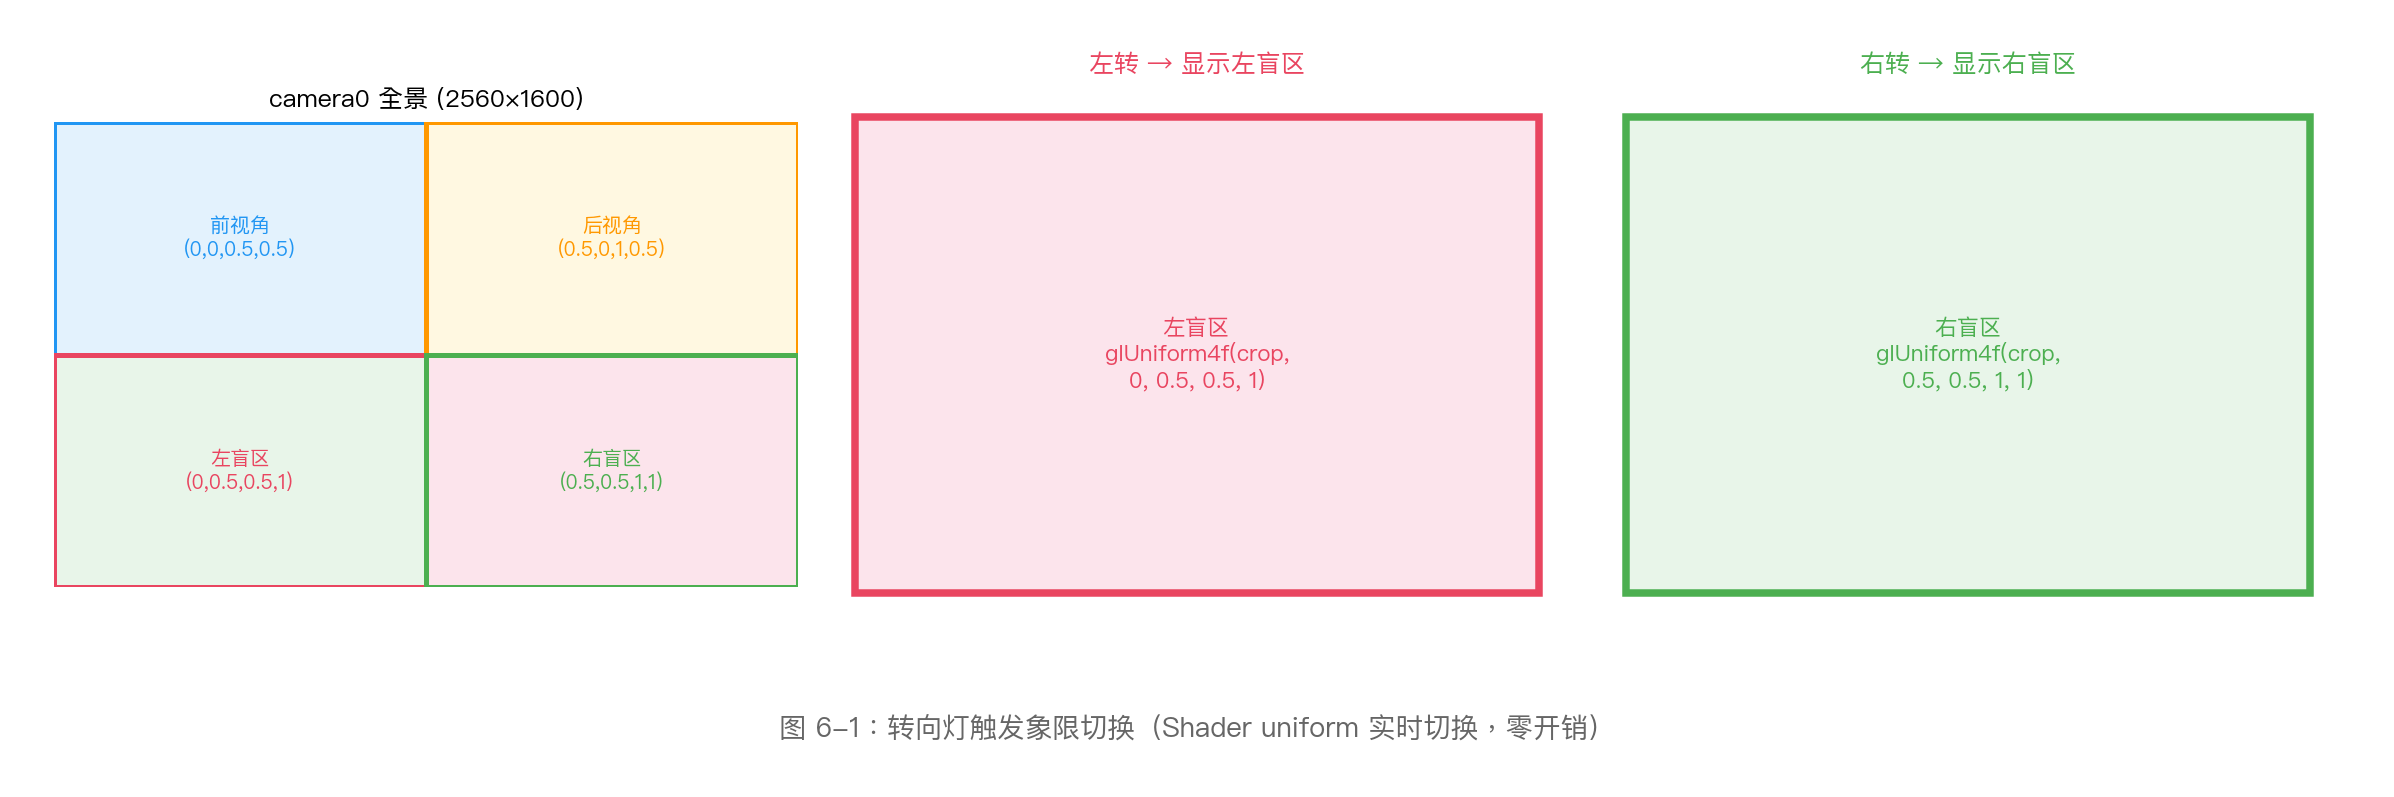 camera0 全景 (2560×1600)
前视角
(0,0,0.5,0.5)
后视角
(0.5,0,1,0.5)
左盲区
(0,0.5,0.5,1)
右盲区
(0.5,0.5,1,1)
左转 → 显示左盲区
左盲区
glUniform4f(crop,
0, 0.5, 0.5, 1)
右转 → 显示右盲区
右盲区
glUniform4f(crop,
0.5, 0.5, 1, 1)
图 6-1：转向灯触发象限切换（Shader uniform 实时切换，零开销）